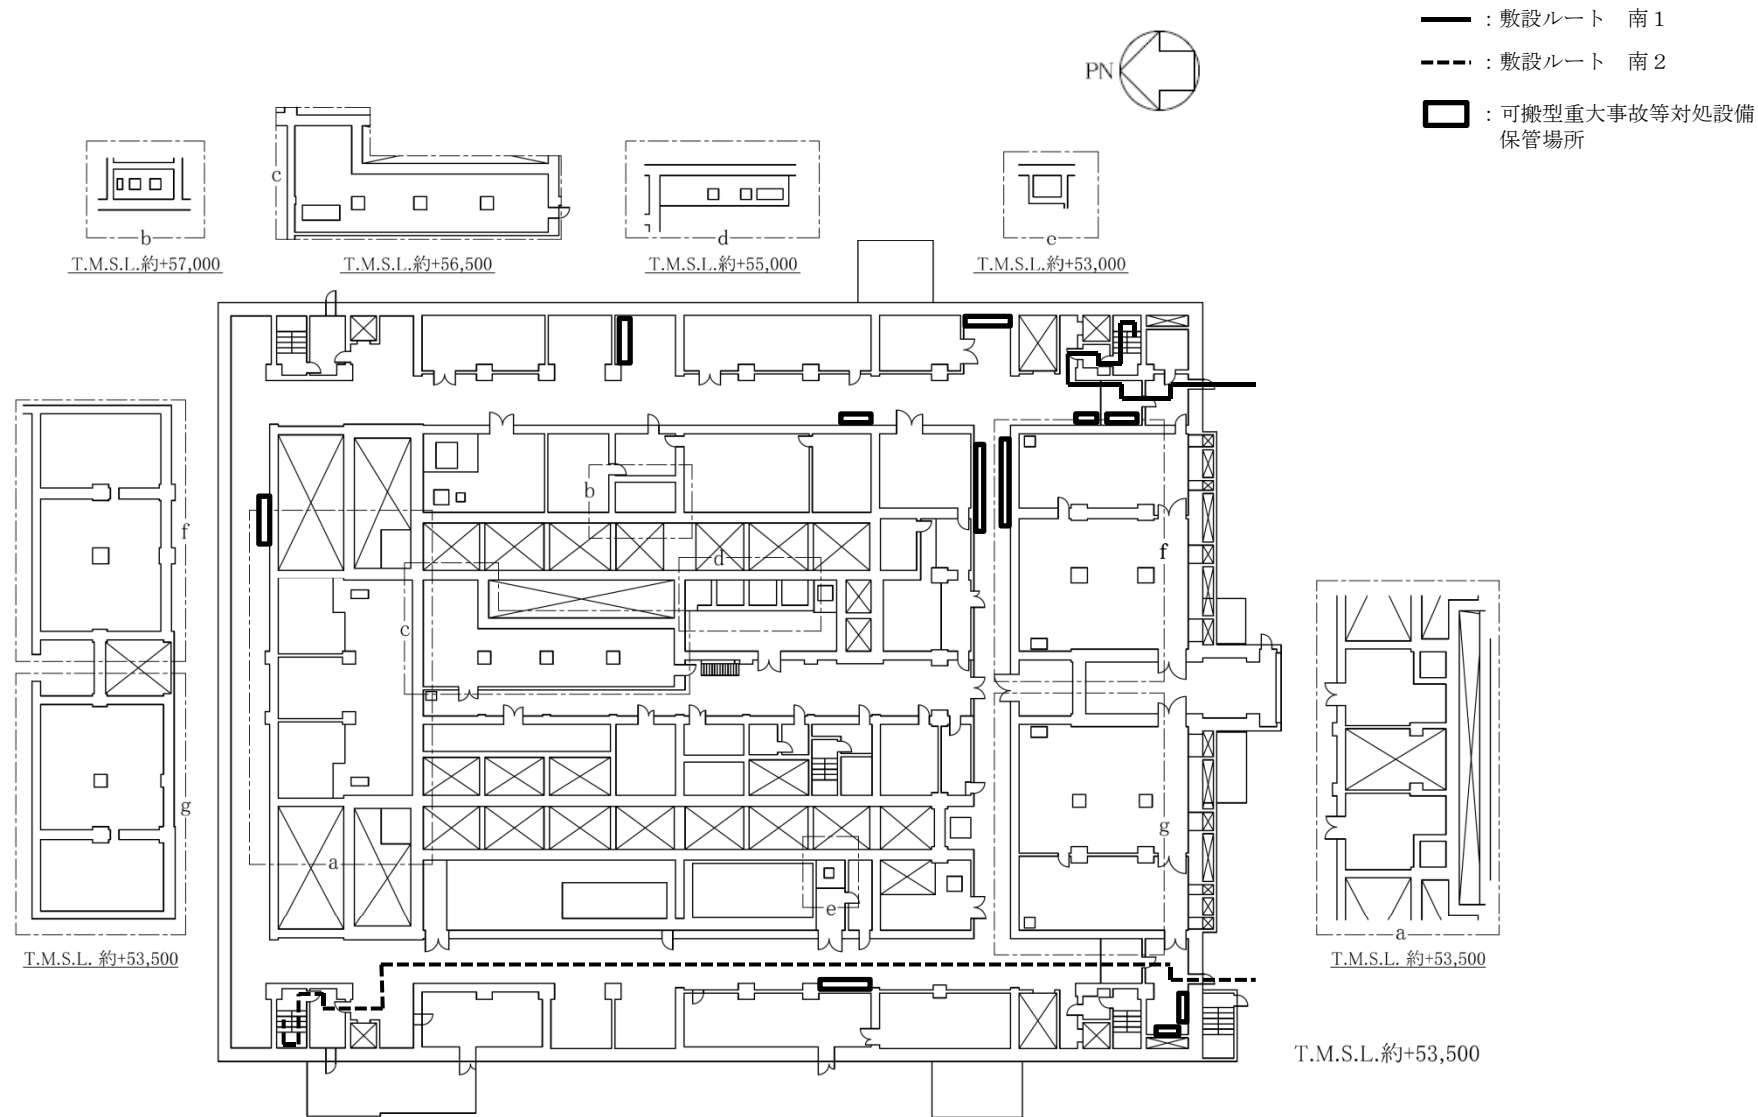 ：敷設ルート　南１
PN
：敷設ルート　南２
：可搬型重大事故等対処設備
保管場所
b
T.M.S.L.約+57,000
c
T.M.S.L.約+56,500
d
T.M.S.L.約+55,000
e
T.M.S.L.約+53,000
f
g
T.M.S.L. 約+53,500
b
d
c
a
e
f
g
a
T.M.S.L. 約+53,500
T.M.S.L.約+53,500